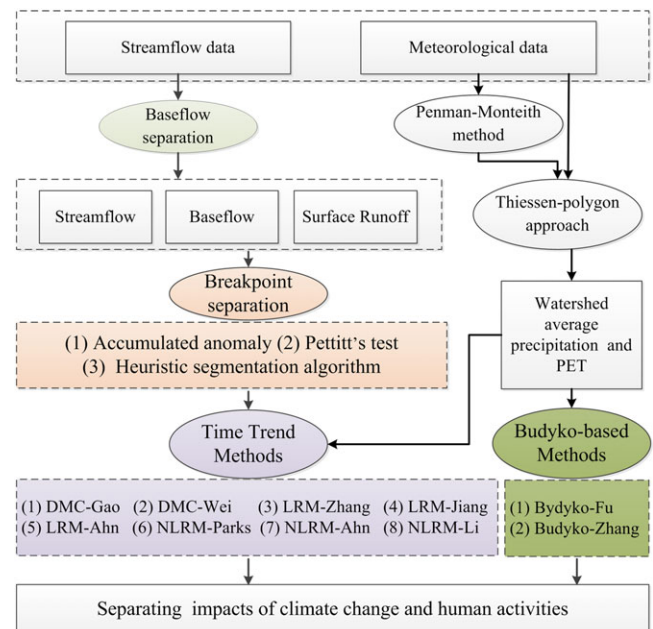 Streamflow data
Meteorological data
Baseflow
separation
Penman-Monteith
method
Streamflow
Baseflow
Surface Runoff
Thiessen-polygon
approach
Breakpoint
separation
Watershed
average
precipitation and
PET
(1) Accumulated anomaly (2) Pettitt's test
(3) Heuristic segmentation algorithm
Time Trend
Methods
Budyko-based
Methods
(1) DMC-Gao (2) DMC-Wei (3) LRM-Zhang (4) LRM-Jiang
(5) LRM-Ahn (6) NLRM-Parks (7) NLRM-Ahn (8) NLRM-Li
(1) Bydyko-Fu
(2) Budyko-Zhang
Separating impacts of climate change and human activities